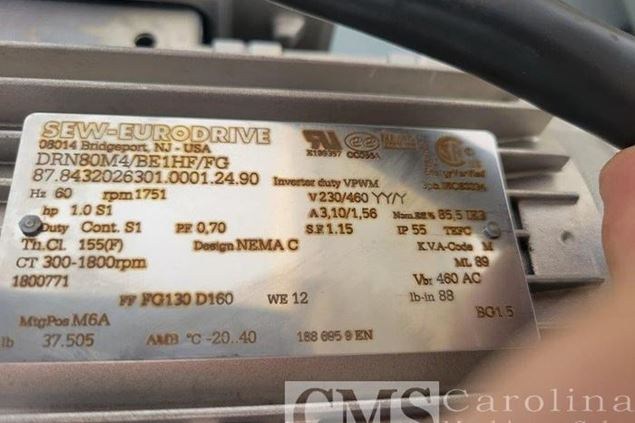 SEW-EURODRIVE
08014 Bridgeport, NJ - USA
DRN80M4/BE1HF/FG
87.8432026301.0001.24.90 Inverter duty VPWM
Hz 60 rpm 1751 V 230/460 YY/Y
hp 1.0 S1 A 3,10/1,56 Nom.Eff.% 85,5 IE3
Duty Cont. S1 PF 0,70 S.F 1.15 IP 55 TEFC
Th.Cl. 155(F) Design NEMA C K.V.A-Code M
CT 300-1800rpm ML 89
1800771 Vbr 460 AC
FF FG130 D160 WE 12 lb-in 88
MtgPos M6A BG1.5
lb 37.505 AMB °C -20..40 188 695 9 EN
CMS Carolina